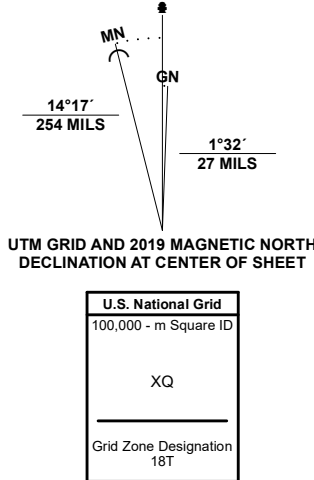 MN
GN
14°17´
254 MILS
1°32´
27 MILS
UTM GRID AND 2019 MAGNETIC NORTH
DECLINATION AT CENTER OF SHEET
U.S. National Grid
100,000 - m Square ID
XQ
Grid Zone Designation
18T